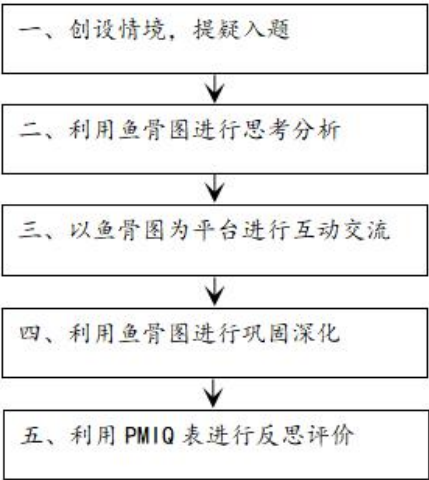 一、创设情境，提疑入题
二、利用鱼骨图进行思考分析
三、以鱼骨图为平台进行互动交流
四、利用鱼骨图进行巩固深化
五、利用 PMIQ 表进行反思评价